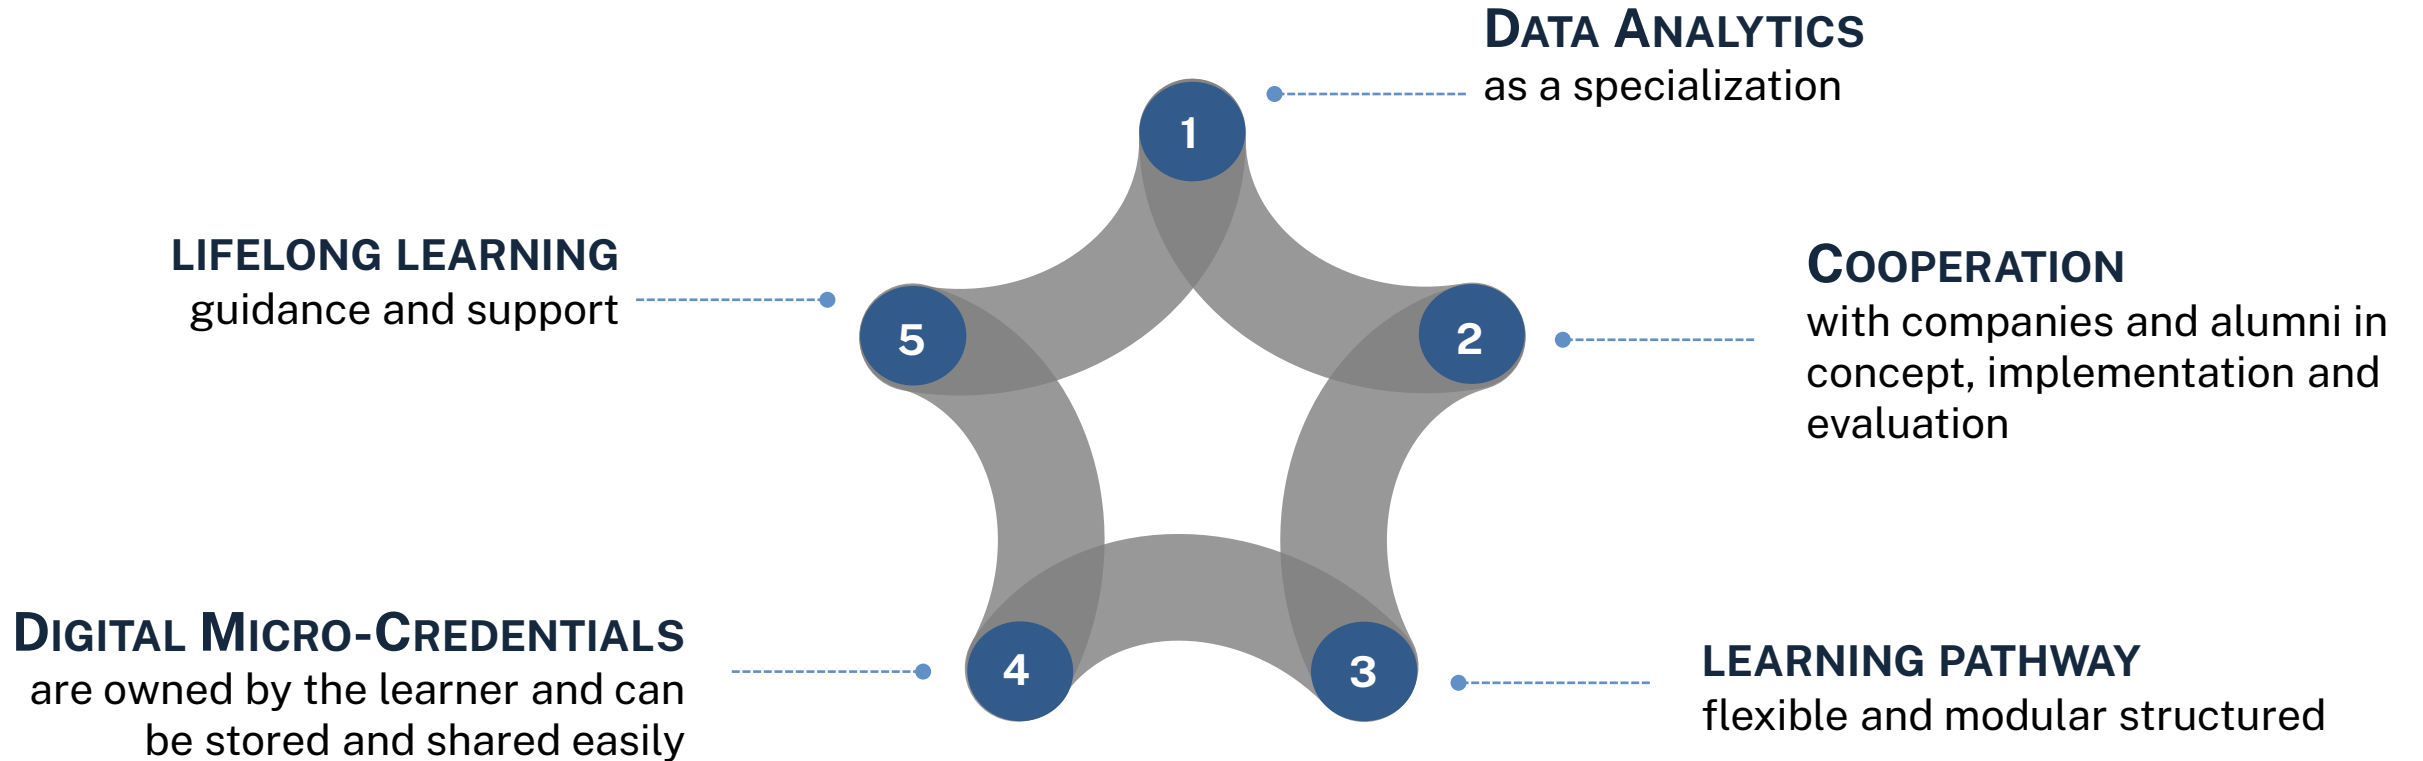 1
DATA ANALYTICS
as a specialization
2
COOPERATION
with companies and alumni in
concept, implementation and
evaluation
3
LEARNING PATHWAY
flexible and modular structured
4
DIGITAL MICRO-CREDENTIALS
are owned by the learner and can
be stored and shared easily
5
LIFELONG LEARNING
guidance and support